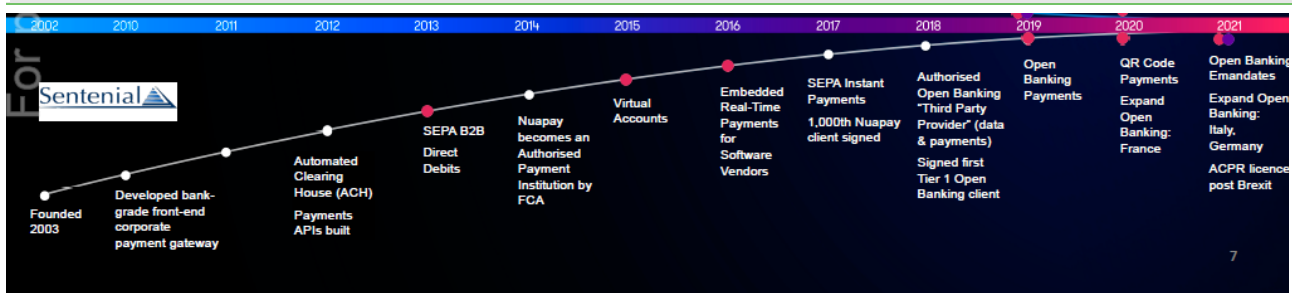 2002 2010 2011 2012 2013 2014 2015 2016 2017 2018 2019 2020 2021
For
Sentenial
Founded
2003
Developed bank-
grade front-end
corporate
payment gateway
Automated
Clearing
House (ACH)
Payments
APIs built
SEPA B2B
Direct
Debits
Nuapay
becomes an
Authorised
Payment
Institution by
FCA
Virtual
Accounts
Embedded
Real-Time
Payments
for
Software
Vendors
SEPA Instant
Payments
1,000th Nuapay
client signed
Authorised
Open Banking
"Third Party
Provider" (data
& payments)
Signed first
Tier 1 Open
Banking client
Open
Banking
Payments
QR Code
Payments
Expand
Open
Banking:
France
Open Banking
Emandates
Expand Open
Banking:
Italy,
Germany
ACPR licence
post Brexit
7